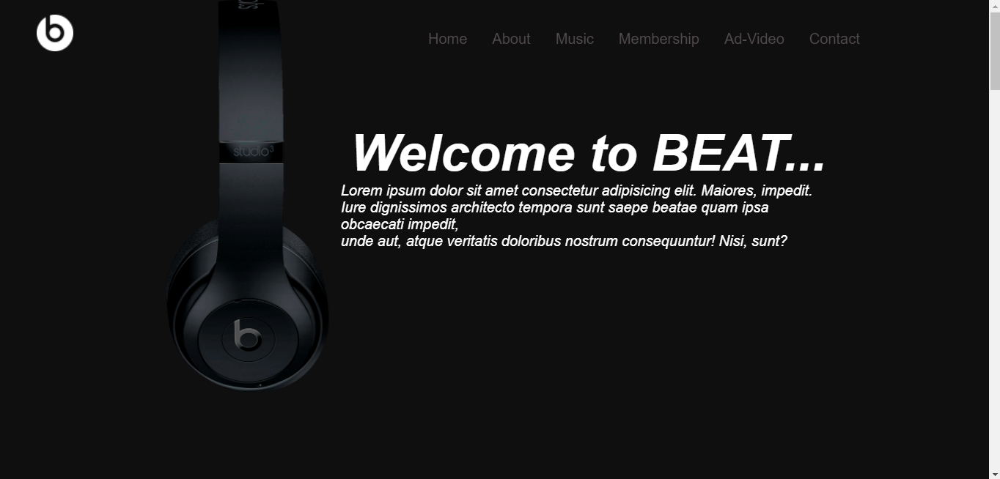 b
Home About Music Membership Ad-Video Contact
studio3
Welcome to BEAT...
Lorem ipsum dolor sit amet consectetur adipisicing elit. Maiores, impedit.
Iure dignissimos architecto tempora sunt saepe beatae quam ipsa
obcaecati impedit,
unde aut, atque veritatis doloribus nostrum consequuntur! Nisi, sunt?
b